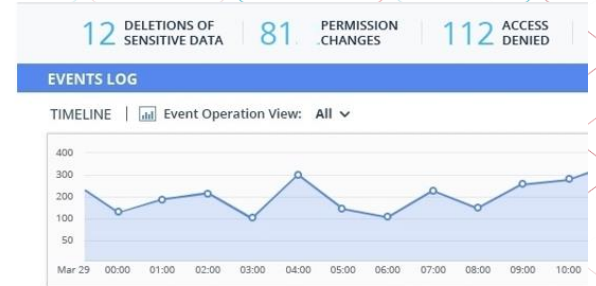 12 DELETIONS OF SENSITIVE DATA
81 PERMISSION CHANGES
112 ACCESS DENIED
EVENTS LOG
TIMELINE | Event Operation View: All
400
300
200
100
50
Mar 29 00:00 01:00 02:00 03:00 04:00 05:00 06:00 07:00 08:00 09:00 10:00